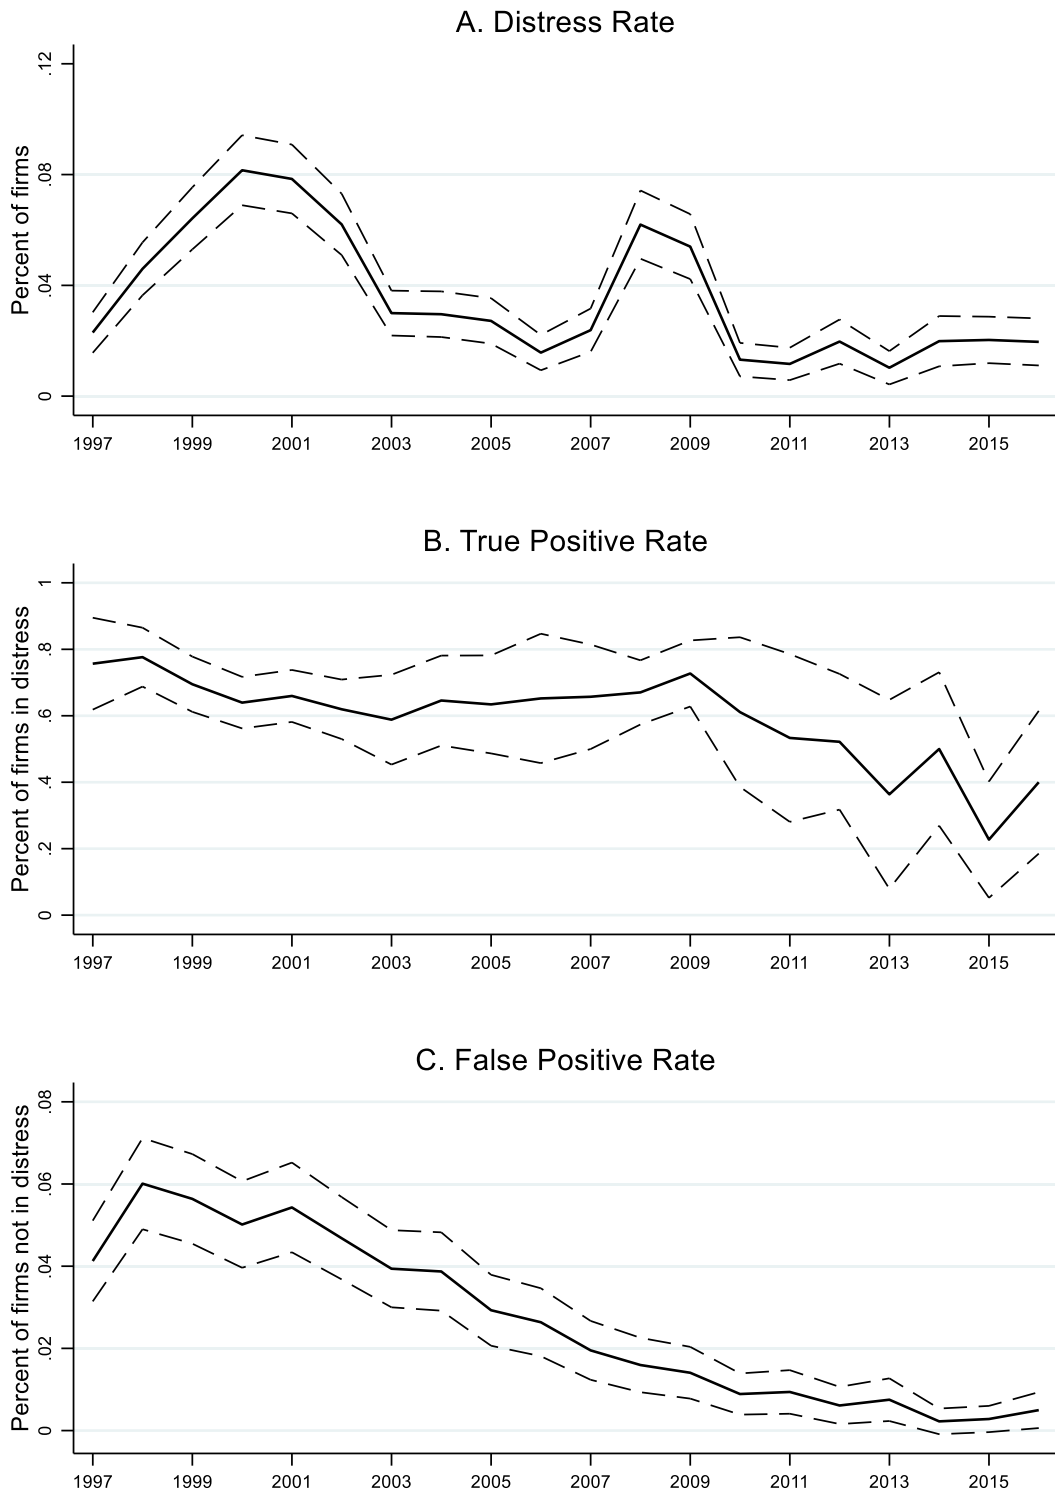 A. Distress Rate
Percent of firms
.12
.08
.04
0
1997 1999 2001 2003 2005 2007 2009 2011 2013 2015
B. True Positive Rate
Percent of firms in distress
1
.8
.6
.4
.2
0
1997 1999 2001 2003 2005 2007 2009 2011 2013 2015
C. False Positive Rate
Percent of firms not in distress
.08
.06
.04
.02
0
1997 1999 2001 2003 2005 2007 2009 2011 2013 2015